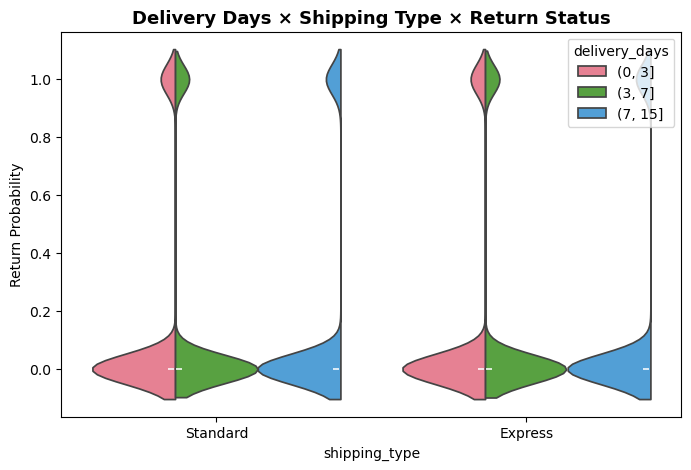 Delivery Days × Shipping Type × Return Status
delivery_days
(0, 3]
(3, 7]
(7, 15]
Return Probability
1.0
0.8
0.6
0.4
0.2
0.0
Standard
Express
shipping_type